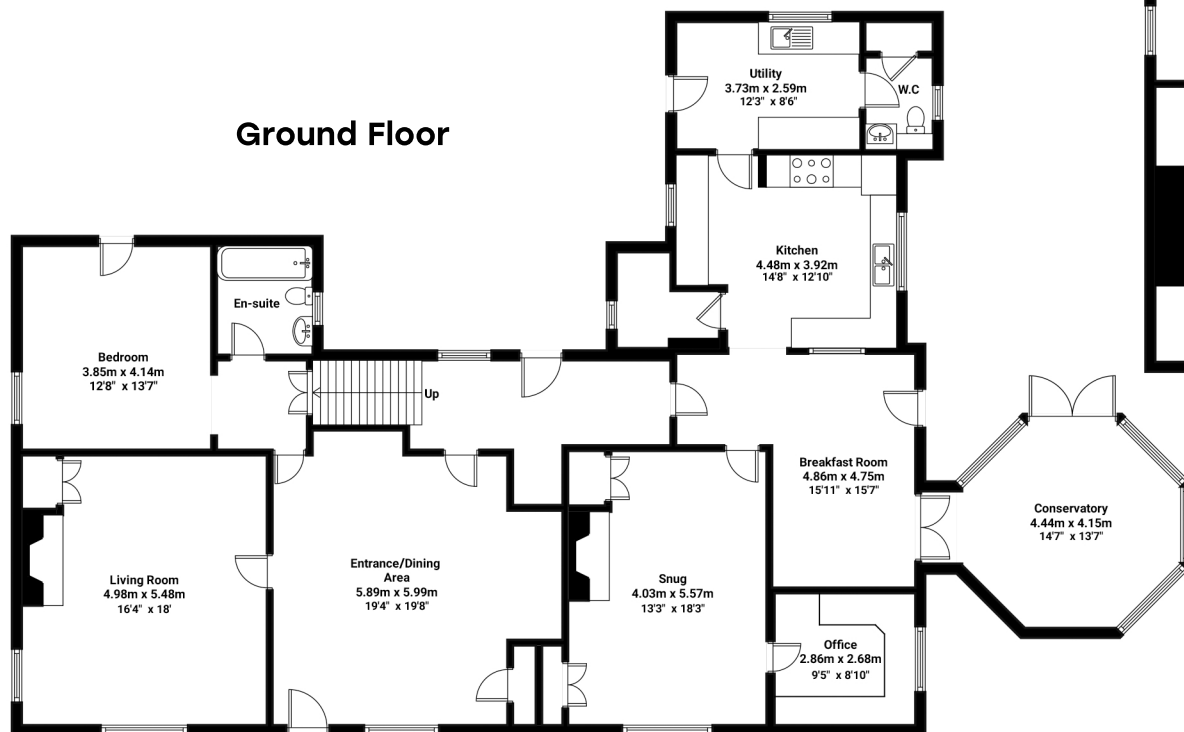 Ground Floor
Utility
3.73m x 2.59m
12'3" x 8'6"
W.C
Kitchen
4.48m x 3.92m
14'8" x 12'10"
En-suite
Bedroom
3.85m x 4.14m
12'8" x 13'7"
Up
Breakfast Room
4.86m x 4.75m
15'11" x 15'7"
Conservatory
4.44m x 4.15m
14'7" x 13'7"
Living Room
4.98m x 5.48m
16'4" x 18'
Entrance/Dining
Area
5.89m x 5.99m
19'4" x 19'8"
Snug
4.03m x 5.57m
13'3" x 18'3"
Office
2.86m x 2.68m
9'5" x 8'10"